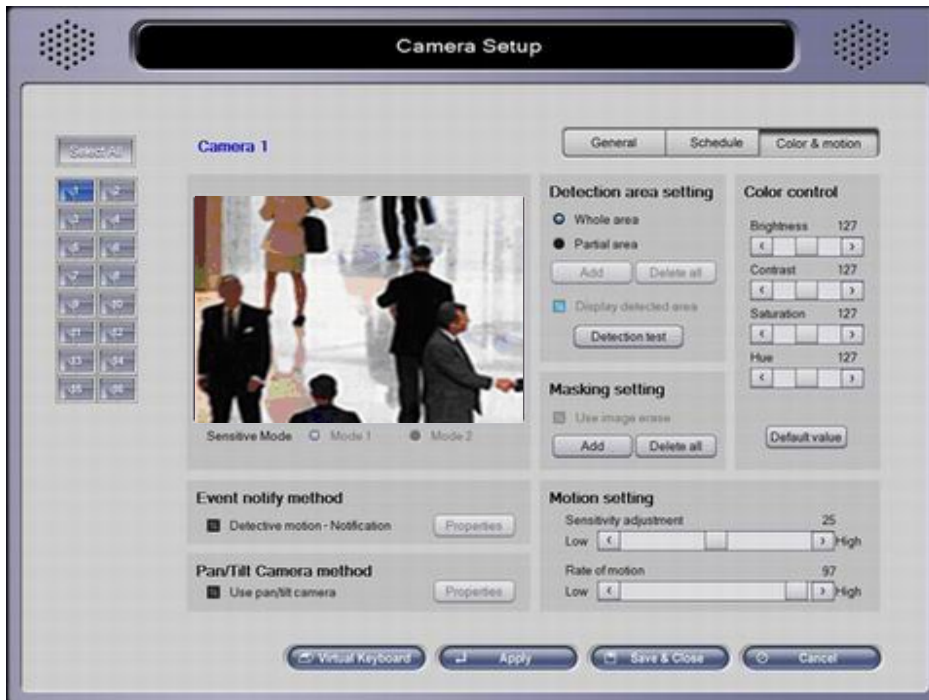 Camera Setup
Select All
Camera 1
General Schedule Color & motion
1 2
3 4
5 6
7 8
9 10
11 12
13 14
15 16
Sensitive Mode Mode 1 Mode 2
Detection area setting
Whole area
Partial area
Add Delete all
Display detected area
Detection test
Masking setting
Use image erase
Add Delete all
Color control
Brightness 127
Contrast 127
Saturation 127
Hue 127
Default value
Event notify method
Detective motion - Notification Properties
Pan/Tilt Camera method
Use pan/tilt camera Properties
Motion setting
Sensitivity adjustment 25
Low High
Rate of motion 97
Low High
Virtual Keyboard Apply Save & Close Cancel